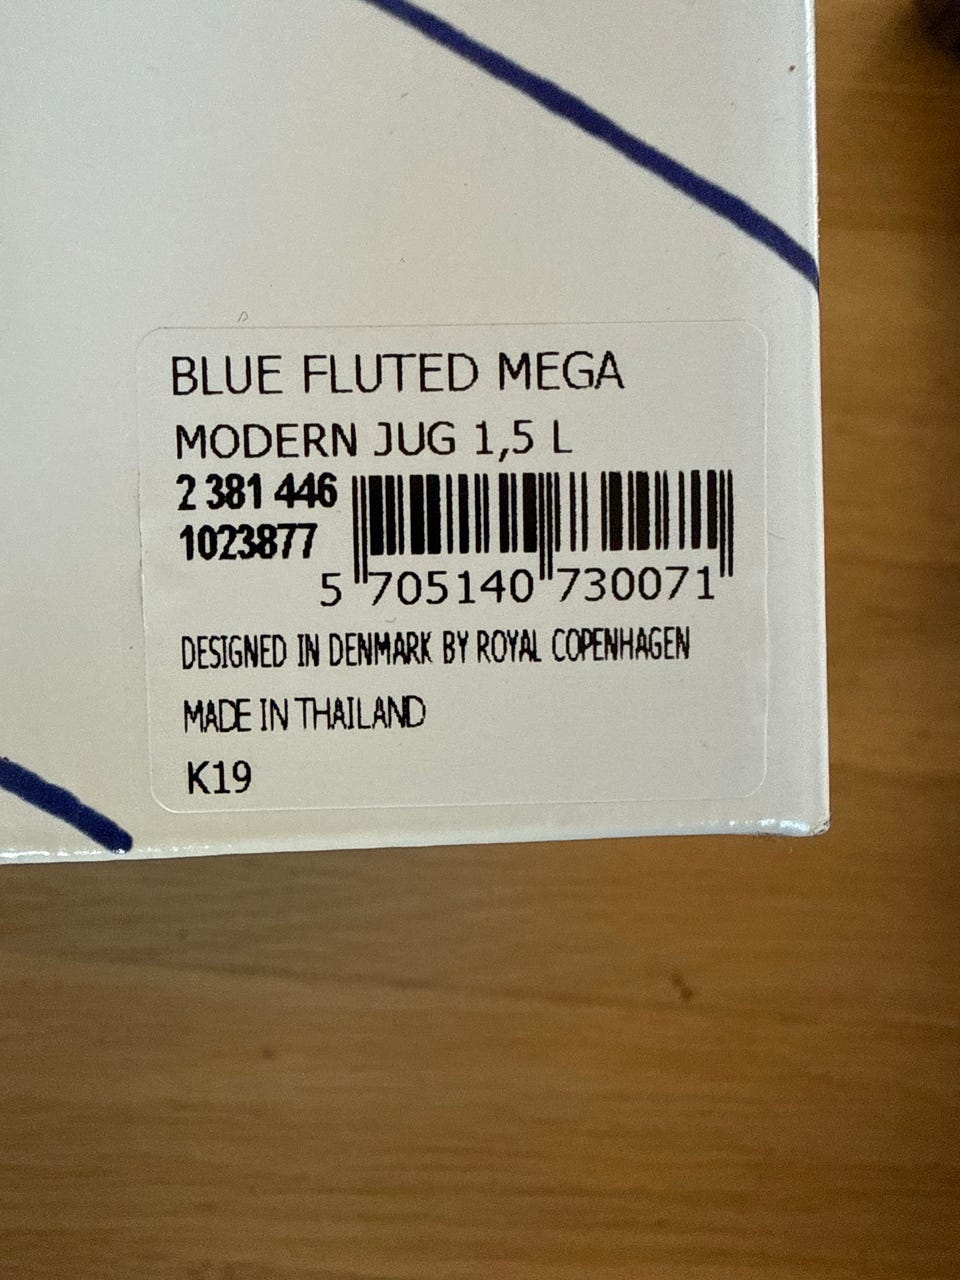 BLUE FLUTED MEGA
MODERN JUG 1,5 L
2 381 446
1023877
5 705140 730071
DESIGNED IN DENMARK BY ROYAL COPENHAGEN
MADE IN THAILAND
K19